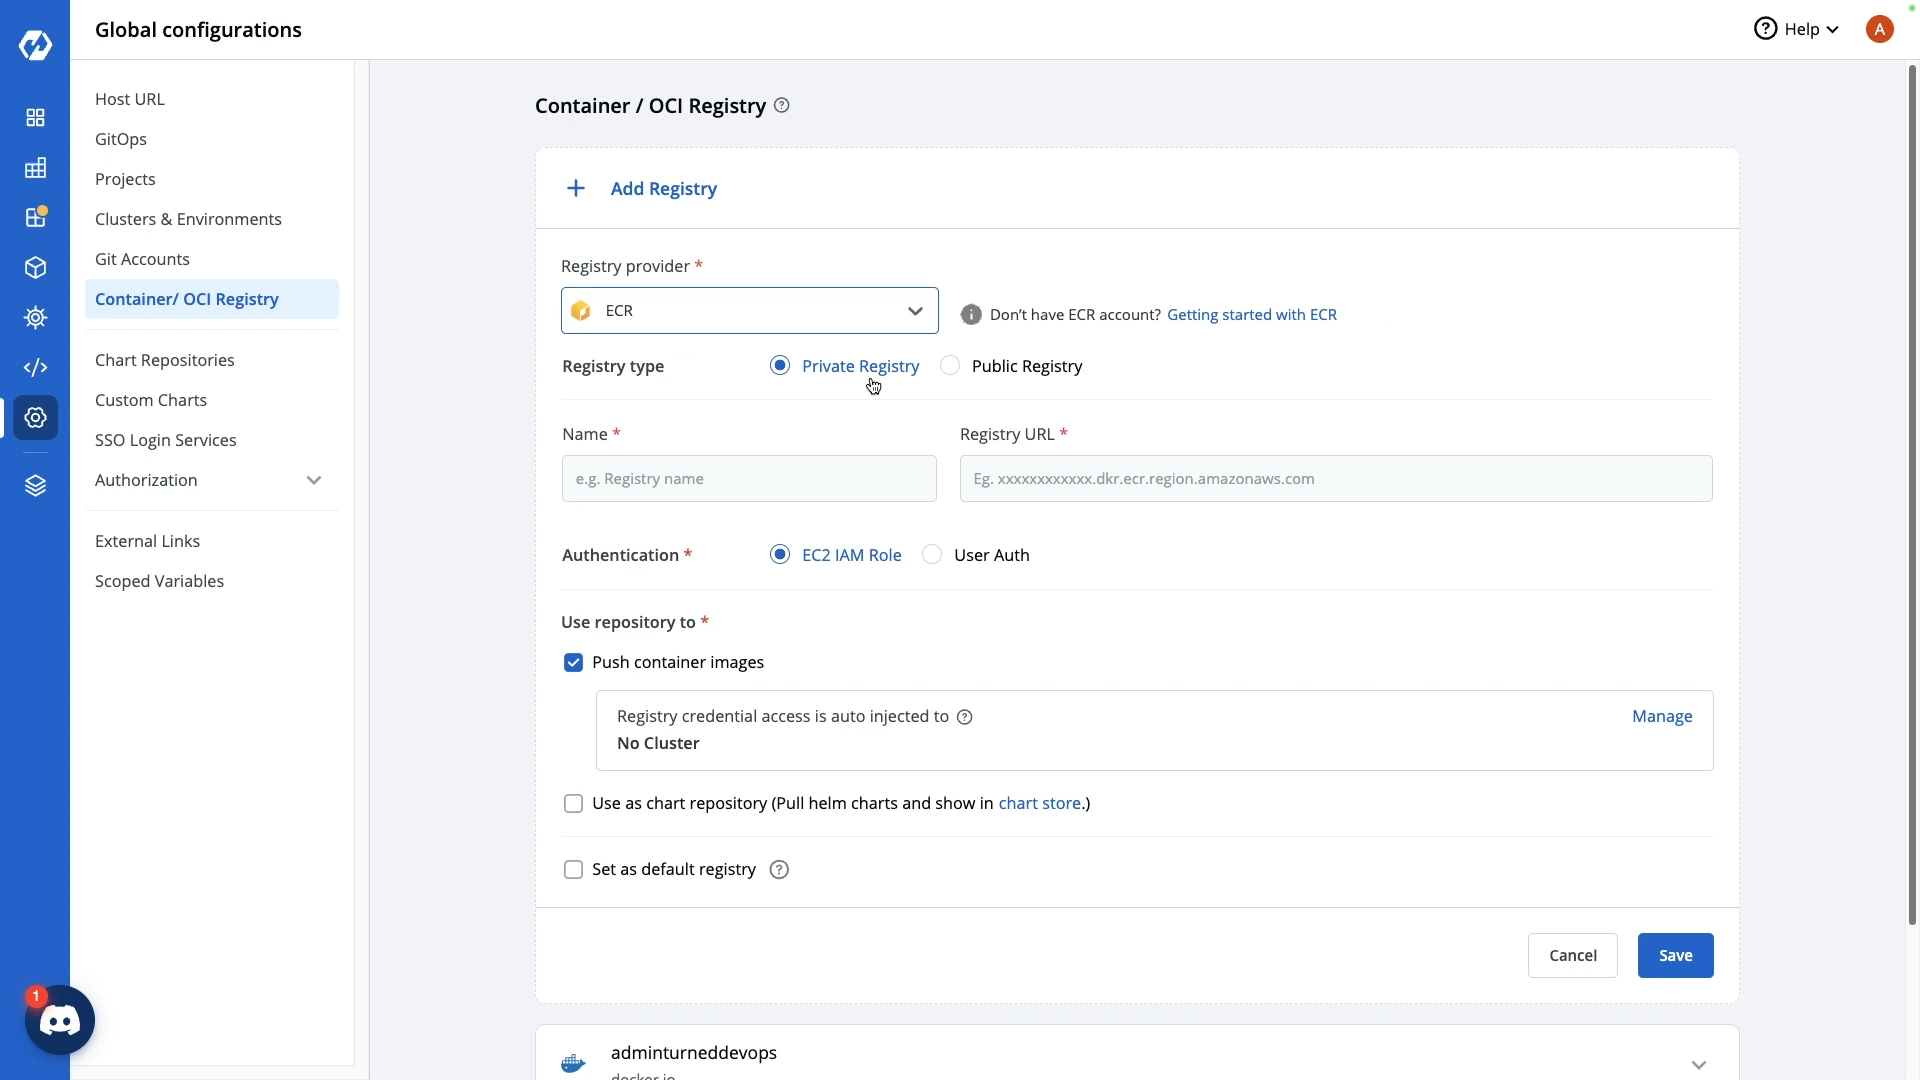 Global configurations
Help
A
Host URL
GitOps
Projects
Clusters & Environments
Git Accounts
Container/ OCI Registry
Chart Repositories
Custom Charts
SSO Login Services
Authorization
External Links
Scoped Variables
1
Container / OCI Registry
Add Registry
Registry provider *
ECR
Don't have ECR account? Getting started with ECR
Registry type Private Registry Public Registry
Name * Registry URL *
e.g. Registry name Eg. xxxxxxxxxxxx.dkr.ecr.region.amazonaws.com
Authentication * EC2 IAM Role User Auth
Use repository to *
Push container images
Registry credential access is auto injected to Manage
No Cluster
Use as chart repository (Pull helm charts and show in chart store.)
Set as default registry
Cancel Save
adminturneddevops
docker.io